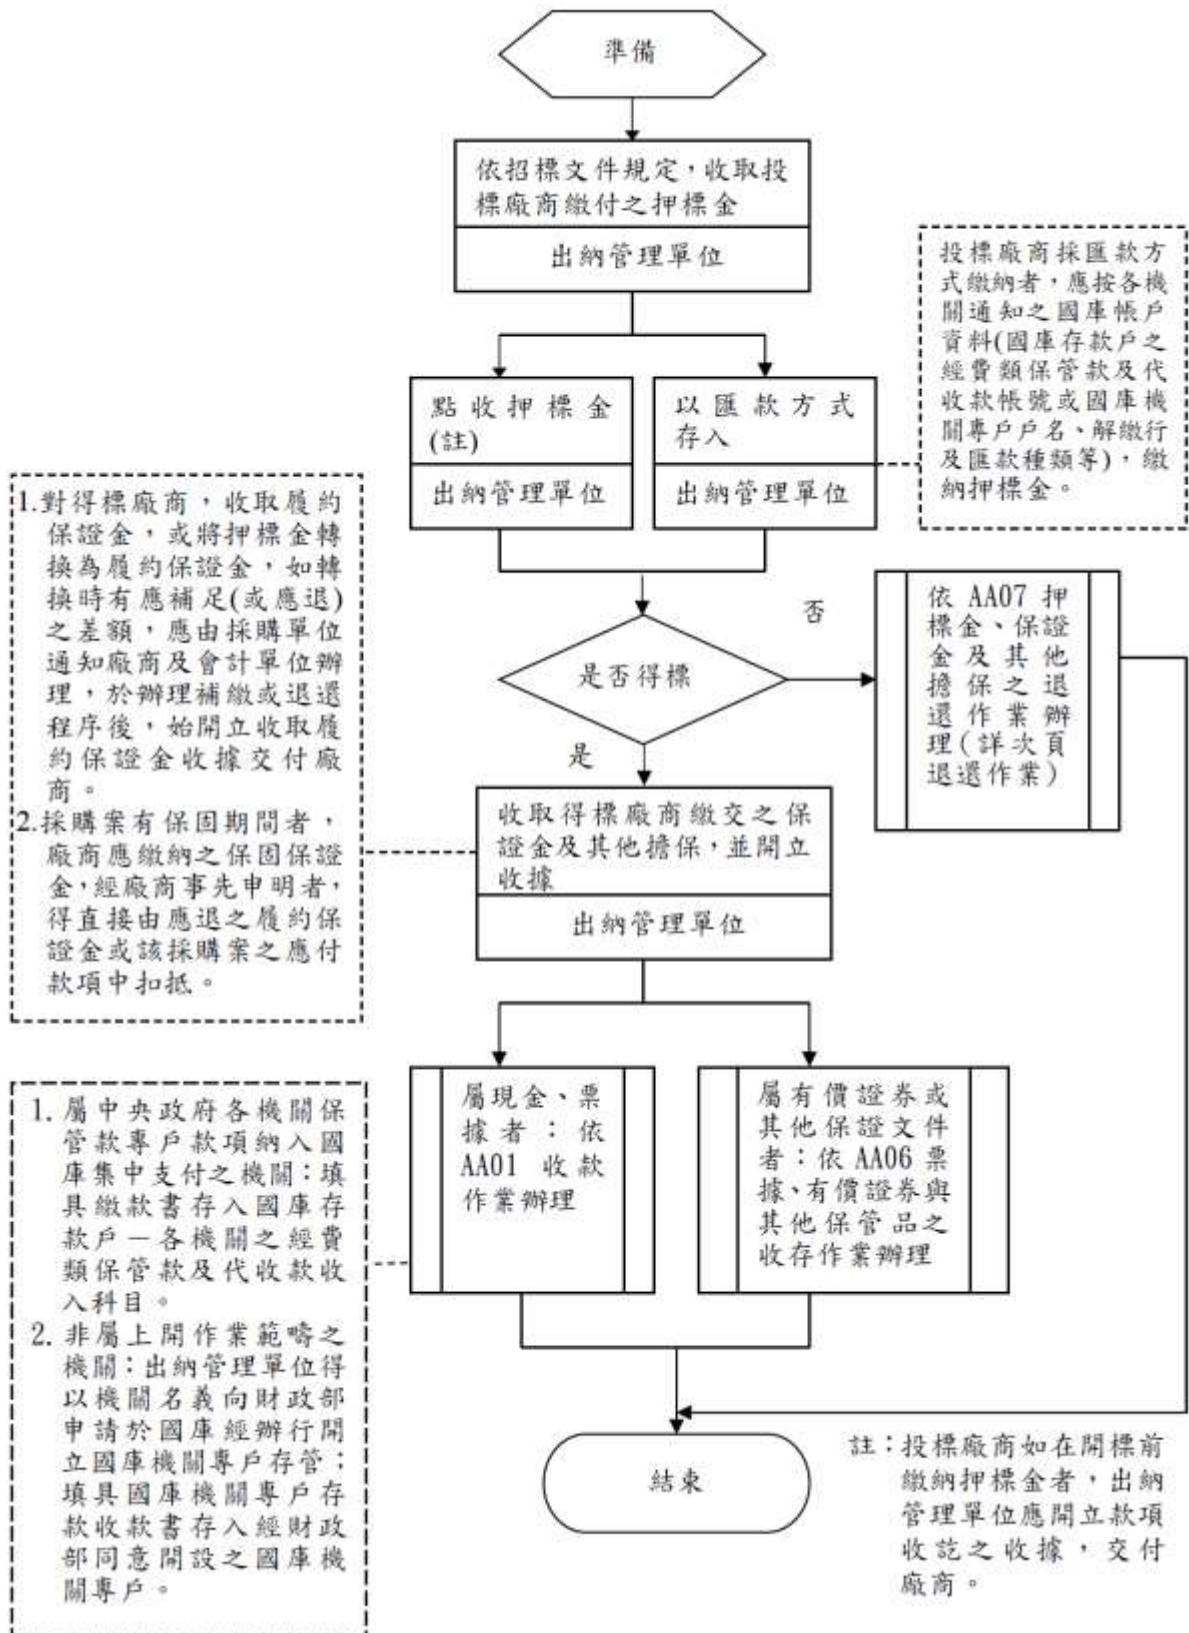 準備
依招標文件規定，收取投
標廠商繳付之押標金
出納管理單位
投標廠商採匯款方
式繳納者，應按各機
關通知之國庫帳戶
資料(國庫存款戶之
經費類保管款及代
收款帳號或國庫機
關專戶戶名、解繳行
及匯款種類等)，繳
納押標金。
點收押標金
(註)
出納管理單位
以匯款方式
存入
出納管理單位
1.對得標廠商，收取履約
保證金，或將押標金轉
換為履約保證金，如轉
換時有應補足(或應退)
之差額，應由採購單位
通知廠商及會計單位辦
理，於辦理補繳或退還
程序後，始開立收取履
約保證金收據交付廠
商。
2.採購案有保固期間者，
廠商應繳納之保固保證
金，經廠商事先申明者，
得直接由應退之履約保
證金或該採購案之應付
款項中扣抵。
是否得標
否
依 AA07 押
標金、保證
金及其他
擔保之退
還作業辦
理(詳次頁
退還作業)
是
收取得標廠商繳交之保
證金及其他擔保，並開立
收據
出納管理單位
1. 屬中央政府各機關保
管款專戶款項納入國
庫集中支付之機關：填
具繳款書存入國庫存
款戶－各機關之經費
類保管款及代收款收
入科目。
2. 非屬上開作業範疇之
機關：出納管理單位得
以機關名義向財政部
申請於國庫經辦行開
立國庫機關專戶存管；
填具國庫機關專戶存
款收款書存入經財政
部同意開設之國庫機
關專戶。
屬現金、票
據者：依
AA01 收款
作業辦理
屬有價證券或
其他保證文件
者：依 AA06 票
據、有價證券與
其他保管品之
收存作業辦理
結束
註：投標廠商如在開標前
繳納押標金者，出納
管理單位應開立款項
收訖之收據，交付
廠商。